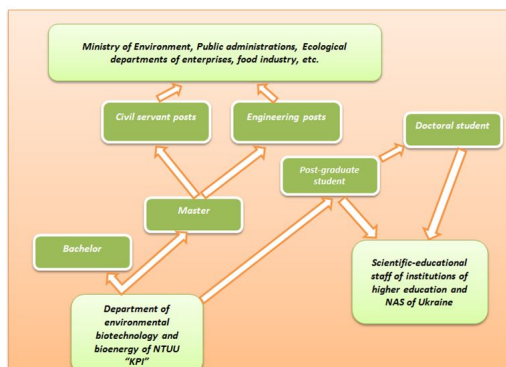 Ministry of Environment, Public administrations, Ecological
departments of enterprises, food industry, etc.
Civil servant posts
Engineering posts
Doctoral student
Post-graduate
student
Master
Bachelor
Scientific-educational
staff of institutions of
higher education and
NAS of Ukraine
Department of
environmental
biotechnology and
bioenergy of NTUU
“KPI”